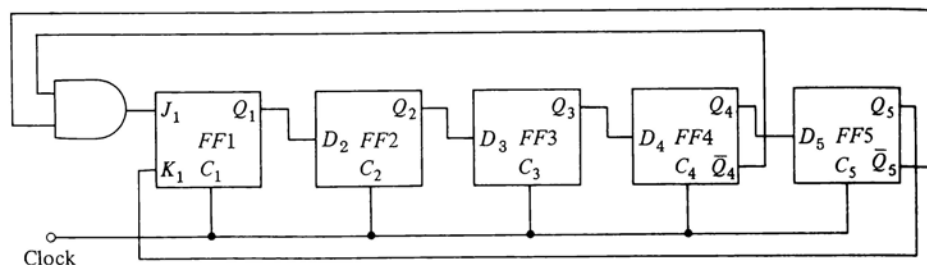 J₁ Q₁ Q₂ Q₃ Q₄ Q₅
FF1 D₂ FF2 D₃ FF3 D₄ FF4 D₅ FF5
K₁ C₁ C₂ C₃ C₄ Q̅₄ C₅ Q̅₅
Clock